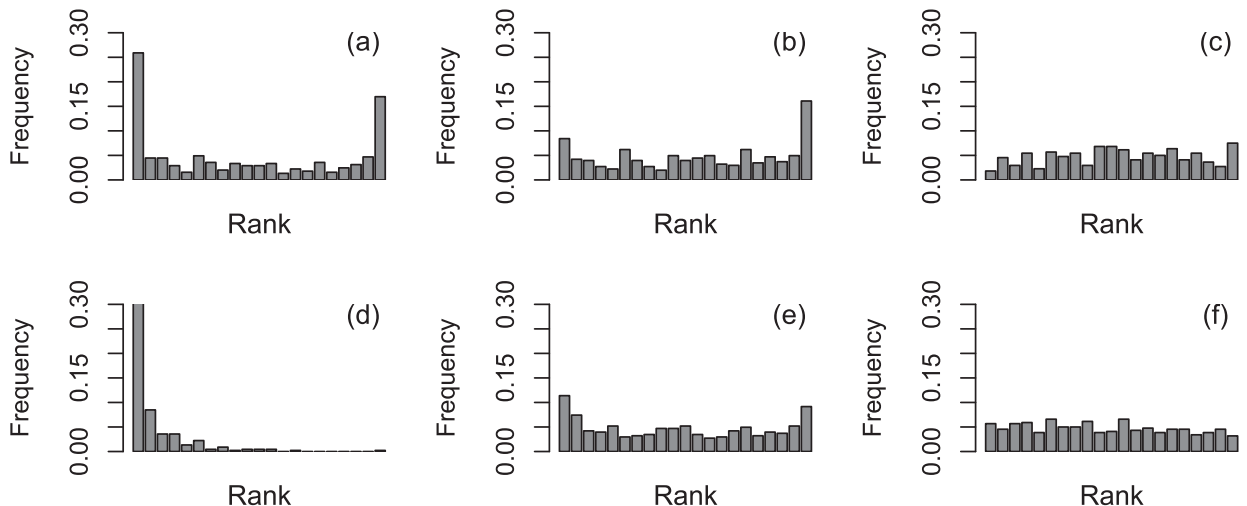 0.30 (a) 0.30 (b) 0.30 (c)
Frequency Frequency Frequency
0.15 0.15 0.15
0.00 0.00 0.00
Rank Rank Rank
0.30 (d) 0.30 (e) 0.30 (f)
Frequency Frequency Frequency
0.15 0.15 0.15
0.00 0.00 0.00
Rank Rank Rank